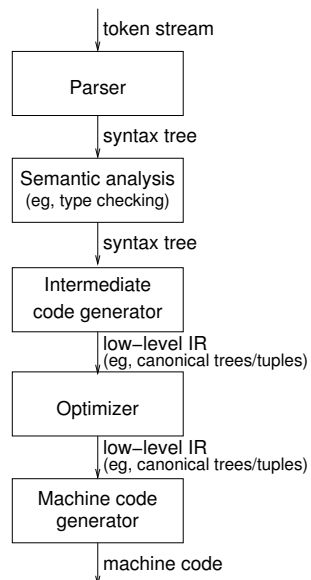 token stream
Parser
syntax tree
Semantic analysis
(eg, type checking)
syntax tree
Intermediate
code generator
low−level IR
(eg, canonical trees/tuples)
Optimizer
low−level IR
(eg, canonical trees/tuples)
Machine code
generator
machine code